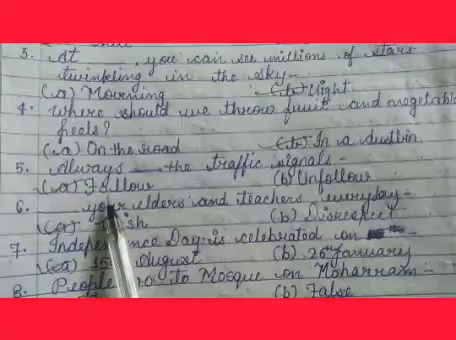 3. At ___, you can see millions of stars
twinkling in the sky-
(a) Morning (b) Night
4. Where should we throw fruit and vegetable
peels?
(a) On the road (b) In a dustbin
5. Always ___ the traffic signals-
(a) Follow (b) Unfollow
6. your elders and teachers everyday-
(a) (b) Disrespect
7. Independence Day is celebrated on
(a) 15th August (b) 26th January
8. People to Mosque on Moharram-
(b) False